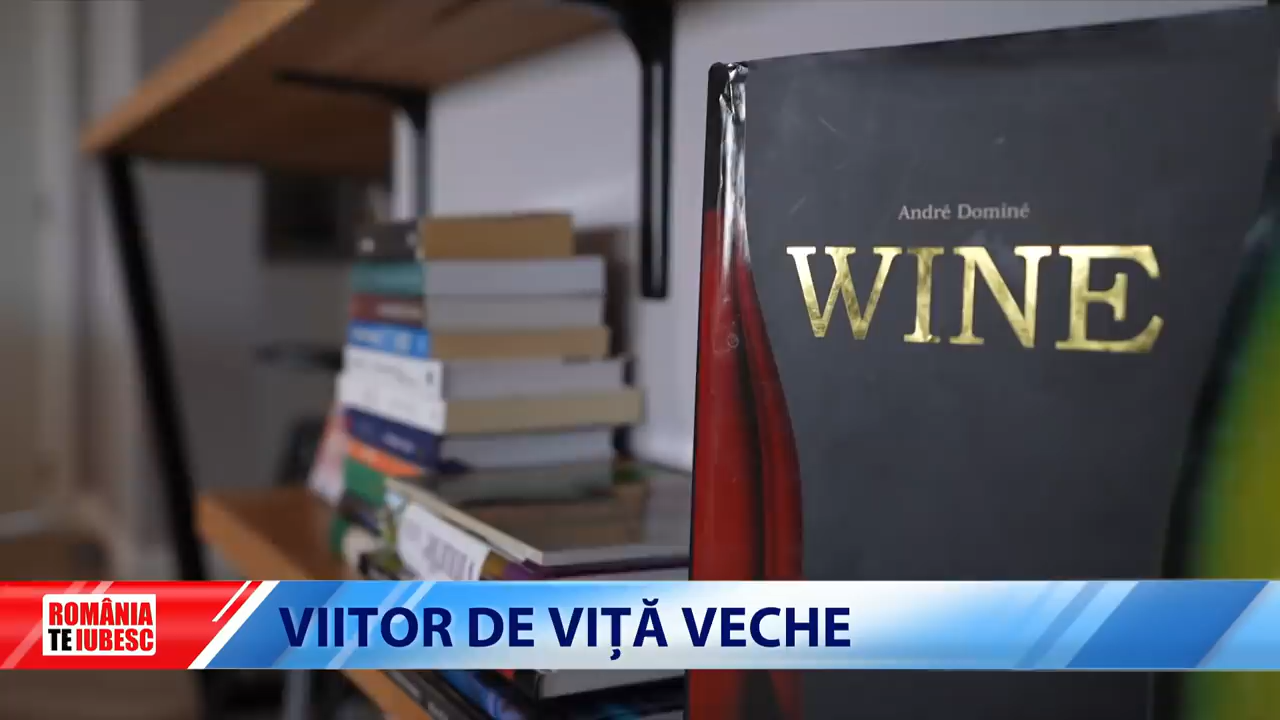 André Dominé
WINE
ROMÂNIA
TE IUBESC
VIITOR DE VIȚĂ VECHE